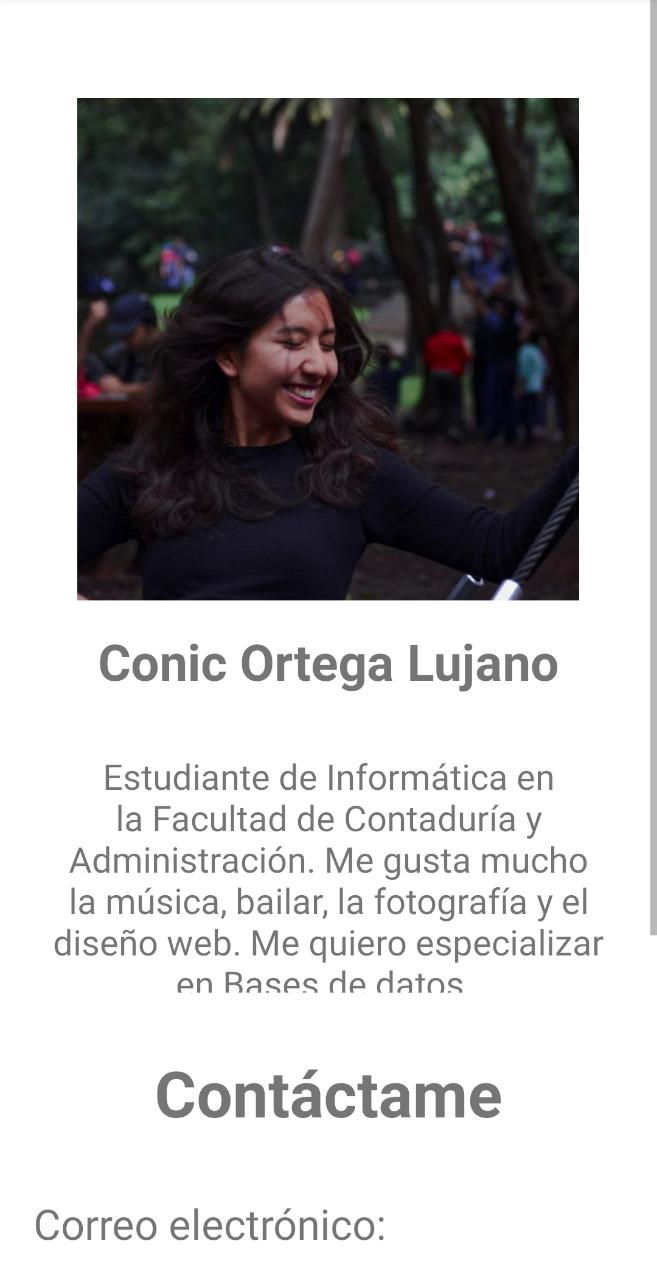 Conic Ortega Lujano
Estudiante de Informática en
la Facultad de Contaduría y
Administración. Me gusta mucho
la música, bailar, la fotografía y el
diseño web. Me quiero especializar
en Bases de datos
Contáctame
Correo electrónico: